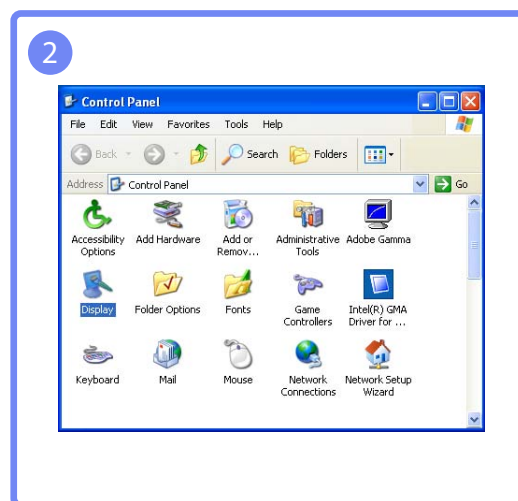 2
Control Panel
File Edit View Favorites Tools Help
Back Search Folders
Address Control Panel Go
Accessibility Options Add Hardware Add or Remov... Administrative Tools Adobe Gamma
Display Folder Options Fonts Game Controllers Intel(R) GMA Driver for ...
Keyboard Mail Mouse Network Connections Network Setup Wizard